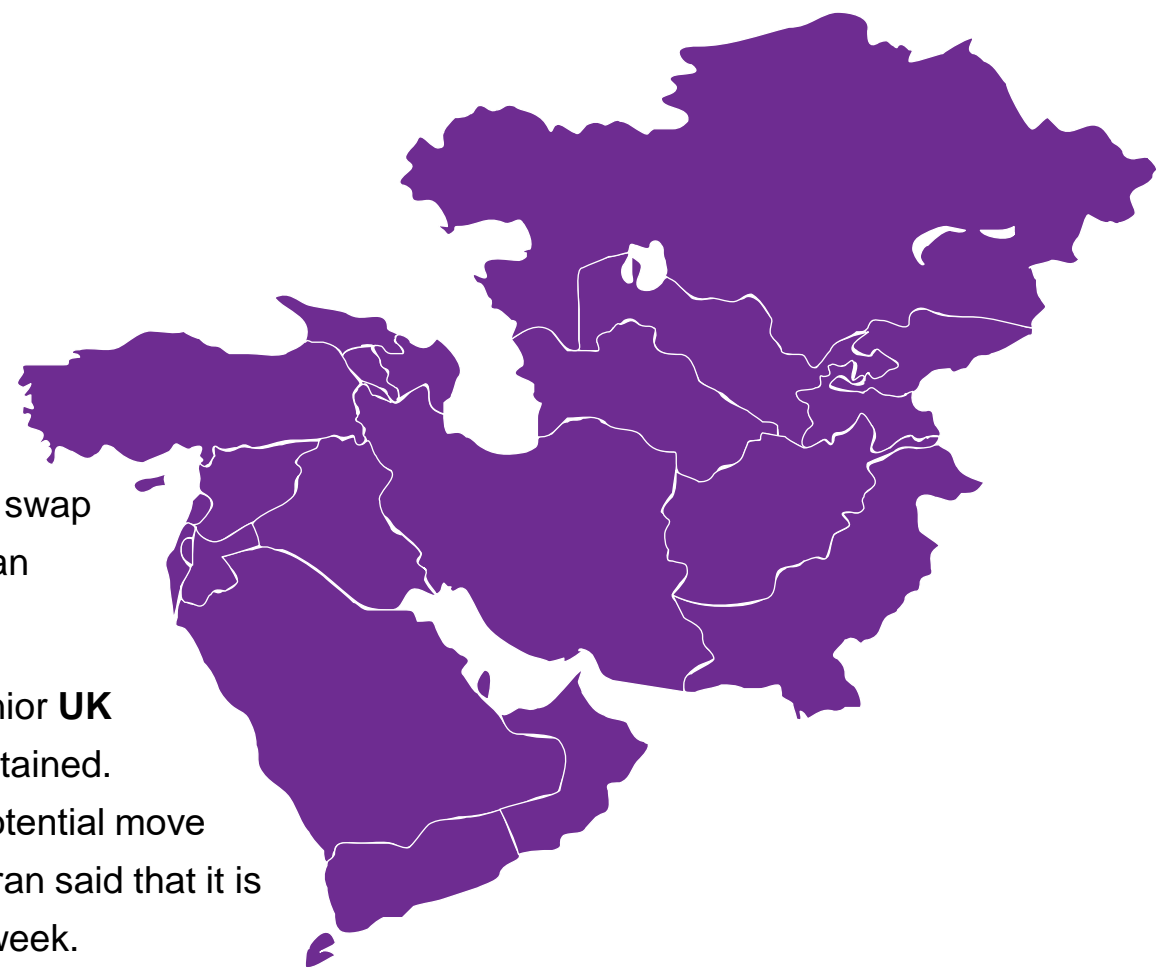 swap
an
nior UK
tained.
otential move
ran said that it is
week.